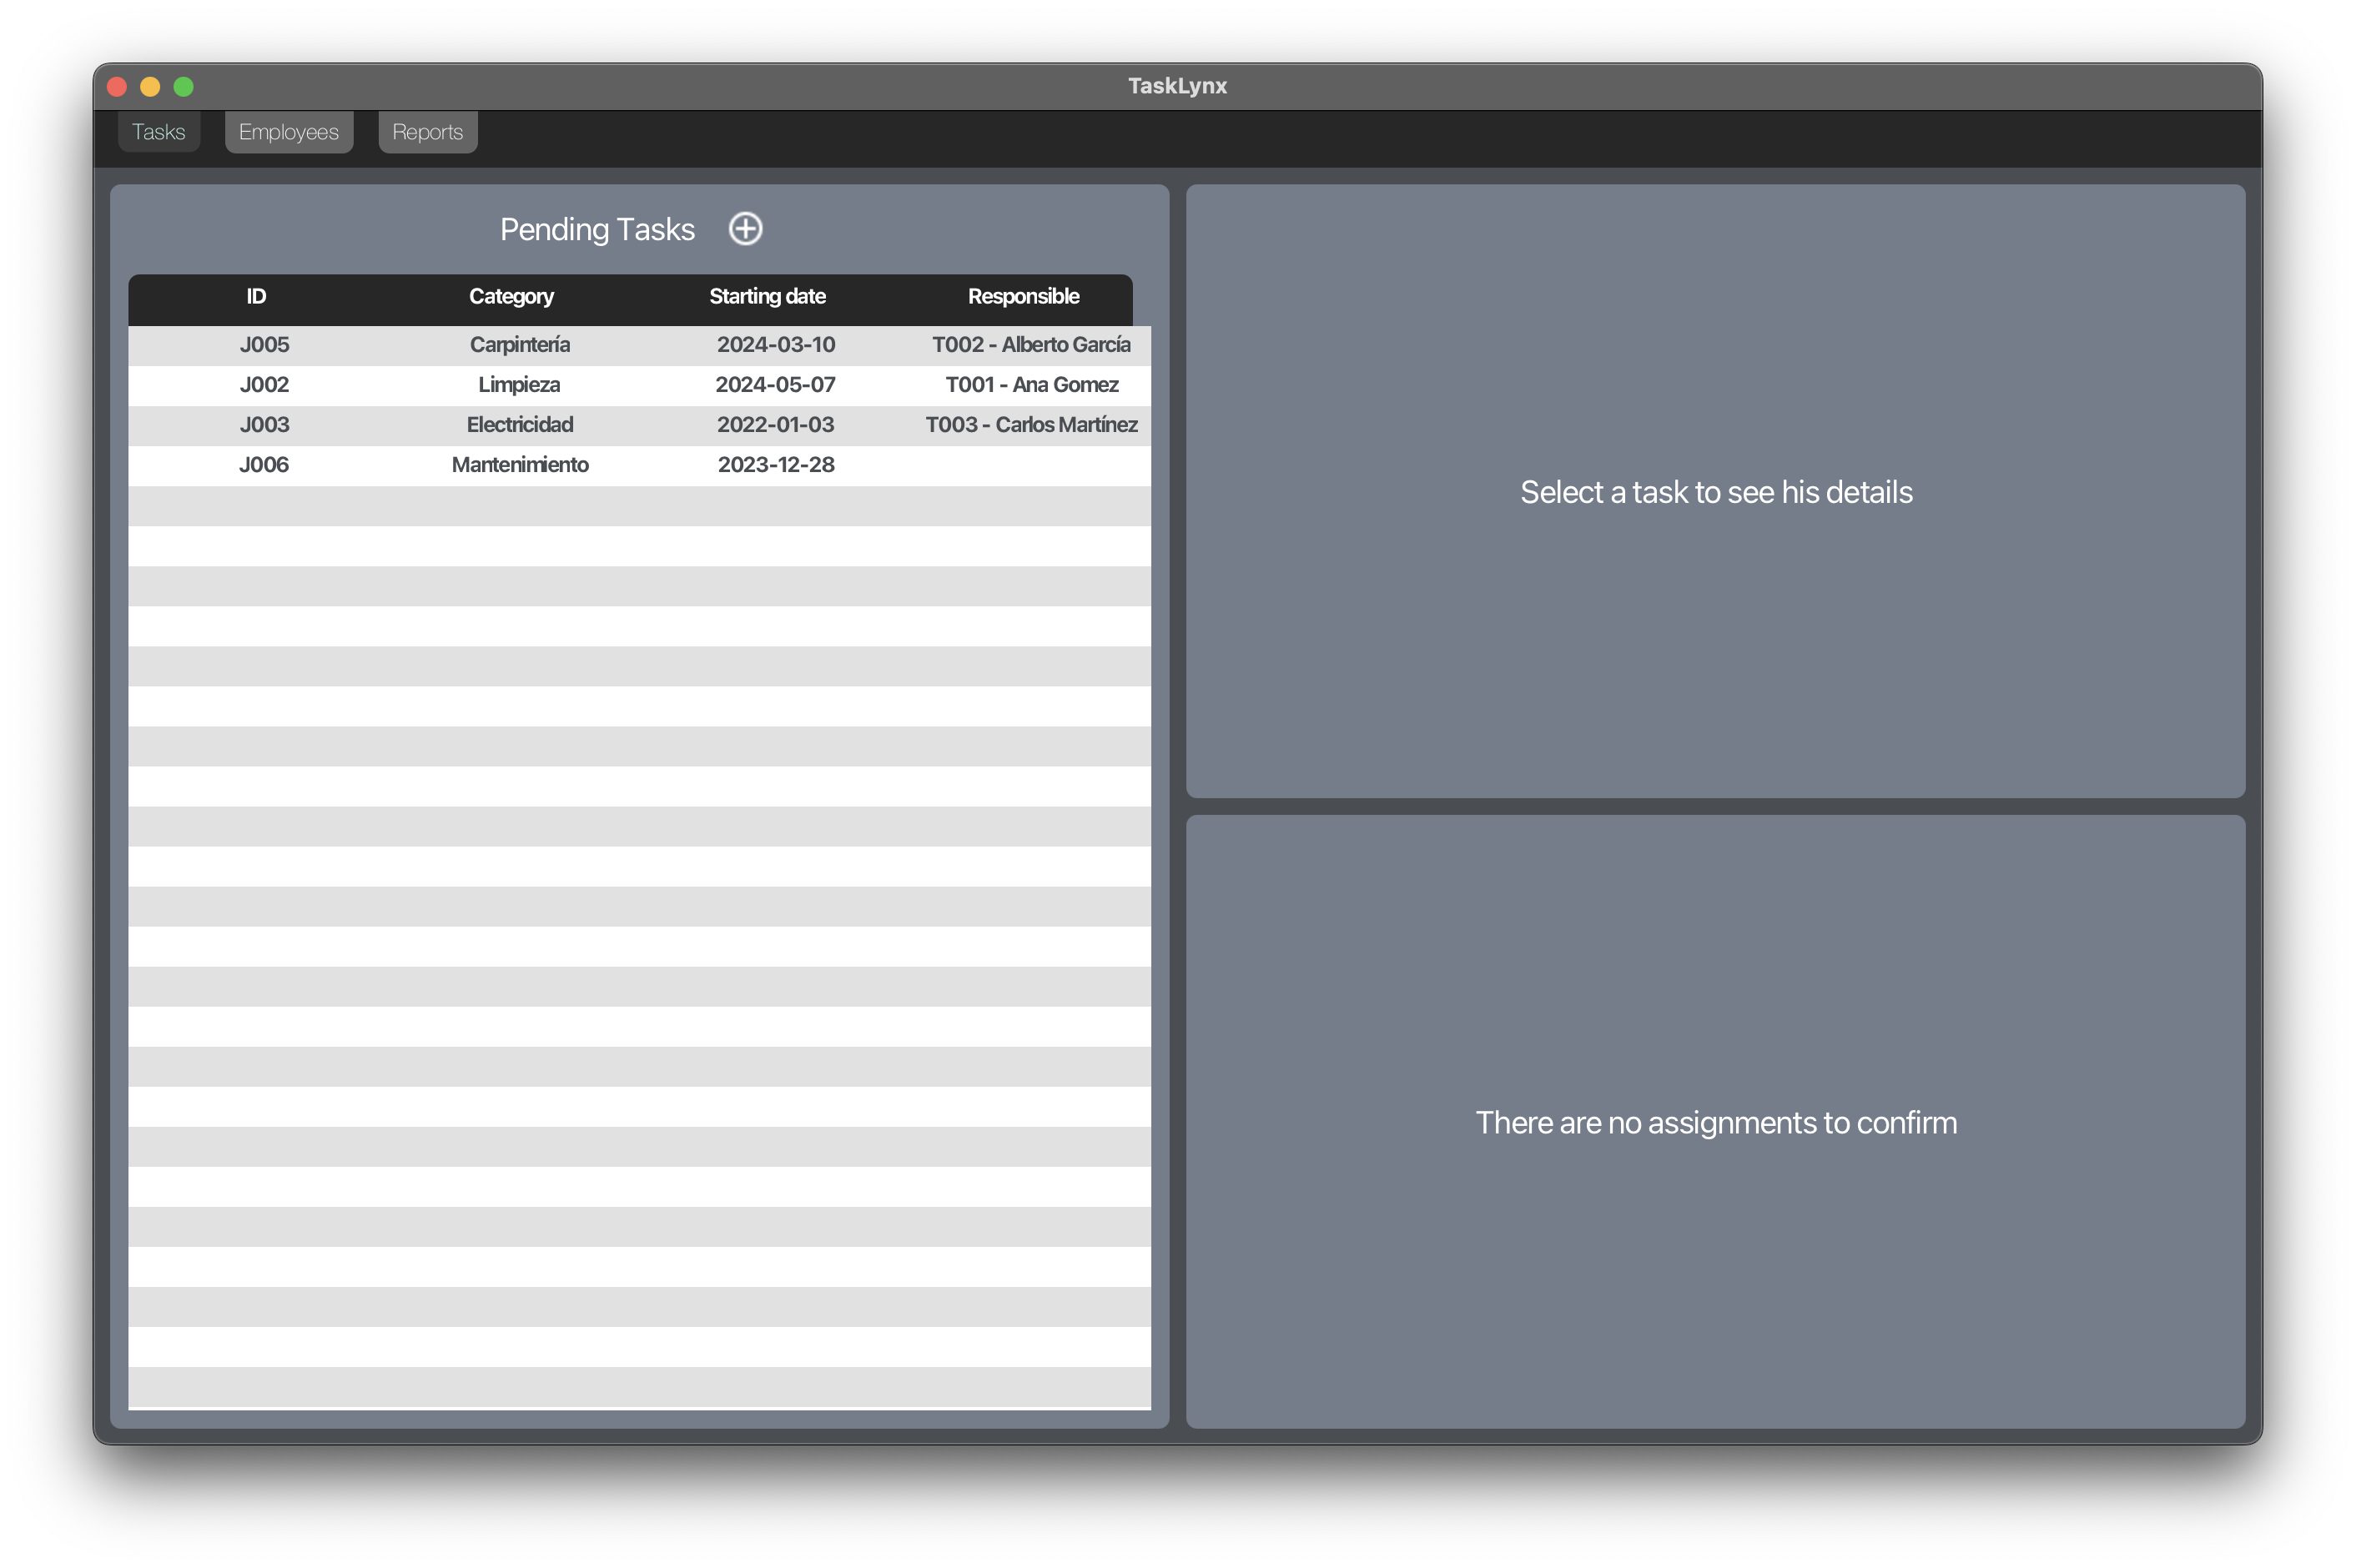 TaskLynx
Tasks Employees Reports
Pending Tasks
ID Category Starting date Responsible
J005 Carpintería 2024-03-10 T002 - Alberto García
J002 Limpieza 2024-05-07 T001 - Ana Gomez
J003 Electricidad 2022-01-03 T003 - Carlos Martínez
J006 Mantenimiento 2023-12-28
Select a task to see his details
There are no assignments to confirm